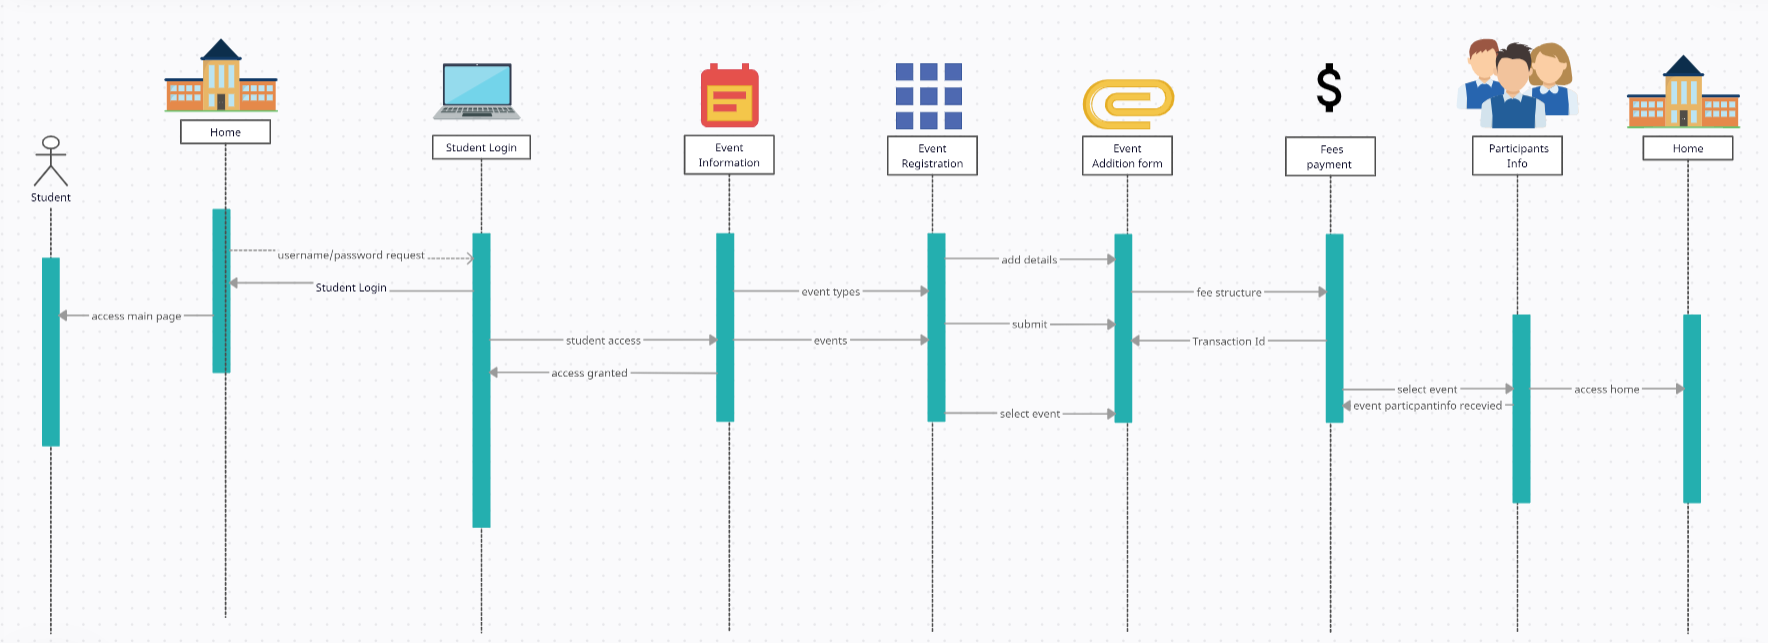 Home
Student Login
Event
Information
Event
Registration
Event
Addition form
Fees
payment
Participants
Info
Home
Student
username/password request
add details
Student Login
event types
fee structure
access main page
submit
student access
events
Transaction Id
access granted
select event
access home
event particpantinfo recevied
select event